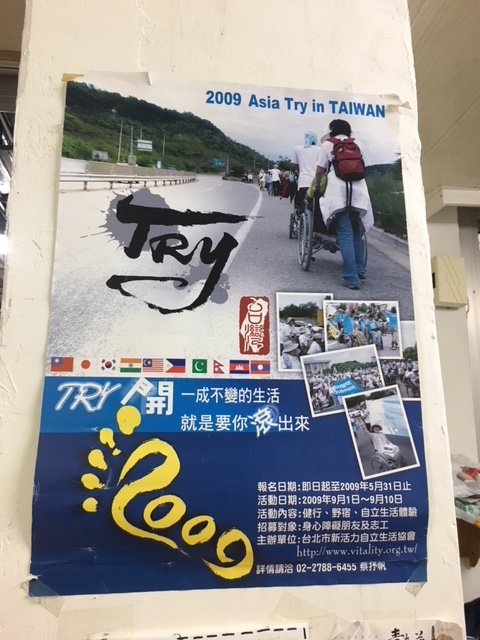 2009 Asia Try in TAIWAN
TRY
台灣
TRY 開 一成不變的生活
就是要你滾出來
2009
報名日期:即日起至2009年5月31日止
活動日期:2009年9月1日～9月10日
活動內容:健行、野宿、自立生活體驗
招募對象:身心障礙朋友及志工
主辦單位:台北市新活力自立生活協會
http://www.vitality.org.tw/
詳情請洽 02-2788-6455 蔡抒帆